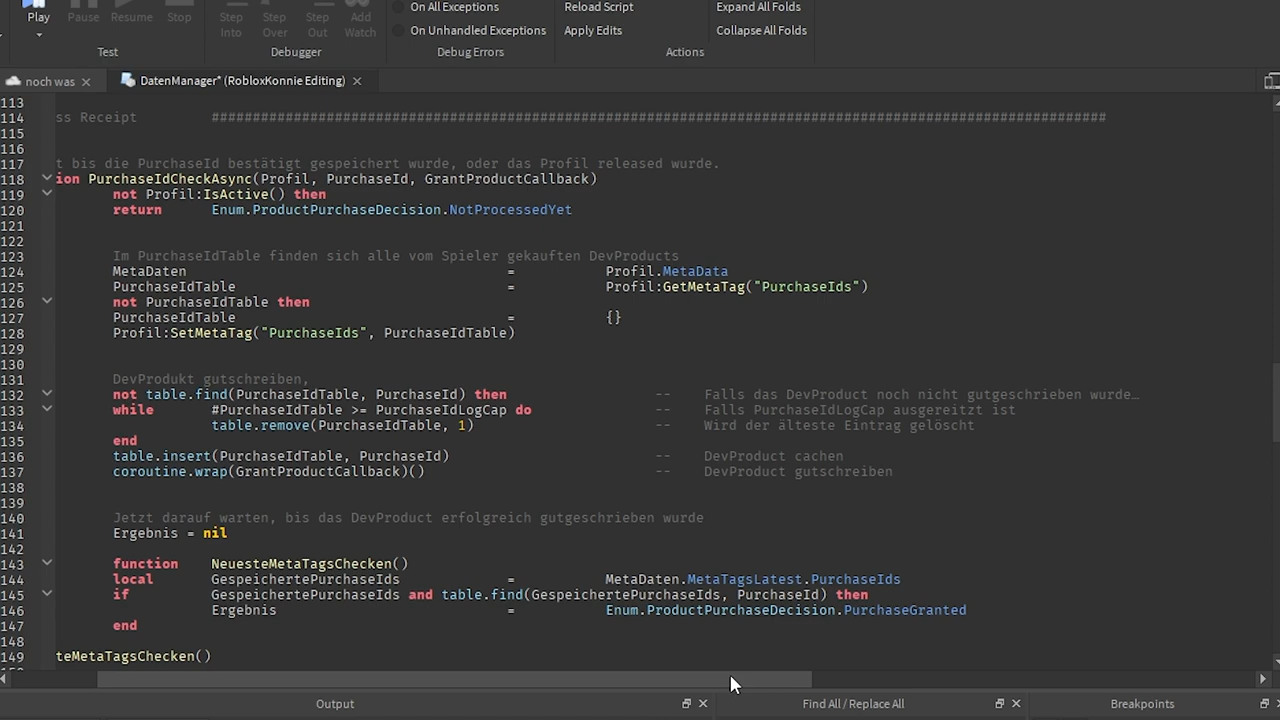 Play Pause Resume Stop Step Into Step Over Step Out Add Watch On All Exceptions Reload Script Expand All Folds
On Unhandled Exceptions Apply Edits Collapse All Folds
Test Debugger Debug Errors Actions
noch was DatenManager* (RobloxKonnie Editing)
113
114 ss Receipt ##############################################################################################################
115
116
117 t bis die PurchaseId bestätigt gespeichert wurde, oder das Profil released wurde.
118 ion PurchaseIdCheckAsync(Profil, PurchaseId, GrantProductCallback)
119 not Profil:IsActive() then
120 return Enum.ProductPurchaseDecision.NotProcessedYet
121
122
123 Im PurchaseIdTable finden sich alle vom Spieler gekauften DevProducts
124 MetaDaten = Profil.MetaData
125 PurchaseIdTable = Profil:GetMetaTag("PurchaseIds")
126 not PurchaseIdTable then
127 PurchaseIdTable = {}
128 Profil:SetMetaTag("PurchaseIds", PurchaseIdTable)
129
130
131 DevProdukt gutschreiben,
132 not table.find(PurchaseIdTable, PurchaseId) then -- Falls das DevProduct noch nicht gutgeschrieben wurde…
133 while #PurchaseIdTable >= PurchaseIdLogCap do -- Falls PurchaseIdLogCap ausgereitzt ist
134 table.remove(PurchaseIdTable, 1) -- Wird der älteste Eintrag gelöscht
135 end
136 table.insert(PurchaseIdTable, PurchaseId) -- DevProduct cachen
137 coroutine.wrap(GrantProductCallback)() -- DevProduct gutschreiben
138
139
140 Jetzt darauf warten, bis das DevProduct erfolgreich gutgeschrieben wurde
141 Ergebnis = nil
142
143 function NeuesteMetaTagsChecken()
144 local GespeichertePurchaseIds = MetaDaten.MetaTagsLatest.PurchaseIds
145 if GespeichertePurchaseIds and table.find(GespeichertePurchaseIds, PurchaseId) then
146 Ergebnis = Enum.ProductPurchaseDecision.PurchaseGranted
147 end
148
149 teMetaTagsChecken()
Output Find All / Replace All Breakpoints